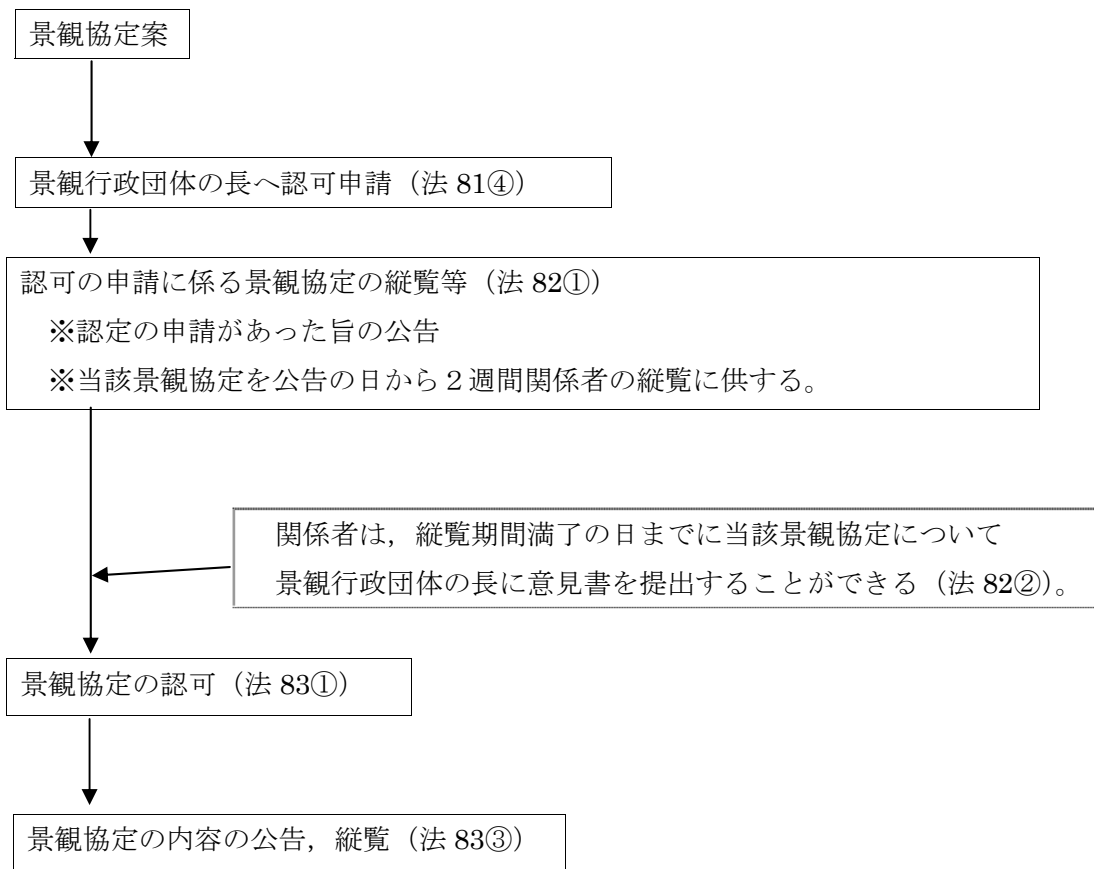 景観協定案
景観行政団体の長へ認可申請（法 81④）
認可の申請に係る景観協定の縦覧等（法 82①）
※認定の申請があった旨の公告
※当該景観協定を公告の日から２週間関係者の縦覧に供する。
関係者は，縦覧期間満了の日までに当該景観協定について
景観行政団体の長に意見書を提出することができる（法 82②）。
景観協定の認可（法 83①）
景観協定の内容の公告，縦覧（法 83③）